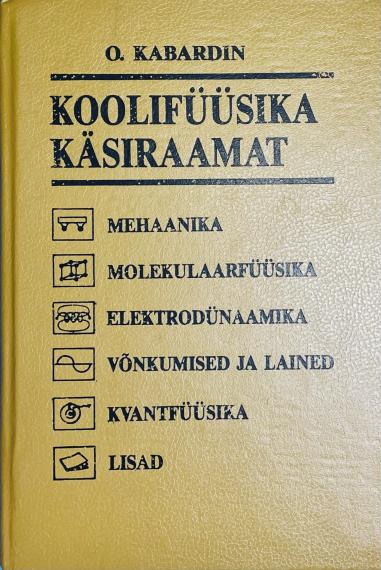 O. KABARDIN
KOOLIFÜÜSIKA
KÄSIRAAMAT
MEHAANIKA
MOLEKULAARFÜÜSIKA
ELEKTRODÜNAAMIKA
VÕNKUMISED JA LAINED
KVANTFÜÜSIKA
LISAD